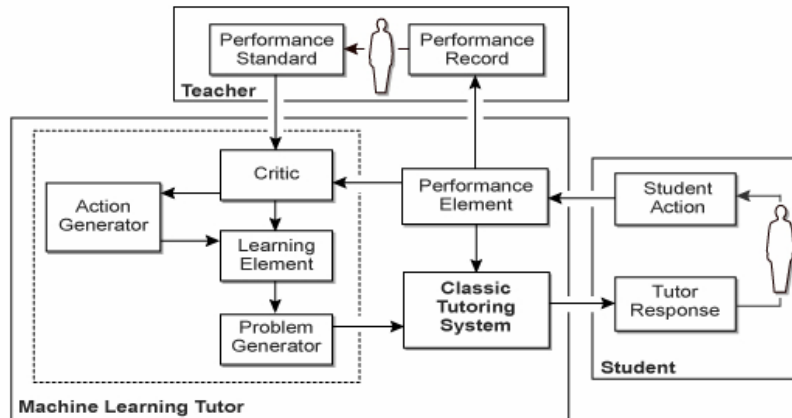 Performance
Standard
Performance
Record
Teacher
Critic
Performance
Element
Student
Action
Action
Generator
Learning
Element
Classic
Tutoring
System
Tutor
Response
Problem
Generator
Student
Machine Learning Tutor